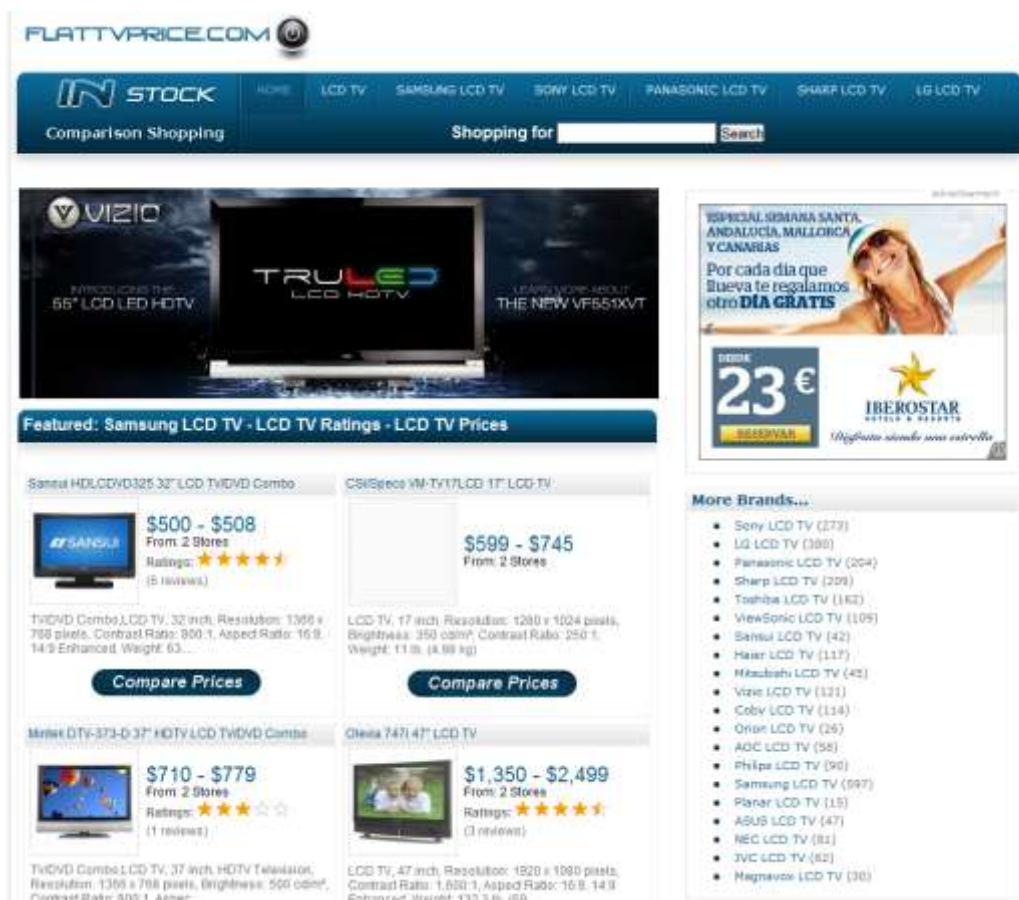 FLATTVPRICE.COM
IN STOCK
HOME LCD TV SAMSUNG LCD TV SONY LCD TV PANASONIC LCD TV SHARP LCD TV LG LCD TV
Comparison Shopping
Shopping for Search
VIZIO
TRULED
LCD HDTV
INTRODUCING THE
55" LCD LED HDTV
LEARN MORE ABOUT
THE NEW VF551XVT
advertisement
ESPECIAL SEMANA SANTA,
ANDALUCÍA, MALLORCA
Y CANARIAS
Por cada día que
llueva te regalamos
otro DÍA GRATIS
DESDE
23 €
RESERVAR
IBEROSTAR
HOTELS & RESORTS
Disfruta siendo una estrella
Featured: Samsung LCD TV - LCD TV Ratings - LCD TV Prices
Sansui HDLCDVD325 32" LCD TV/DVD Combo
SANSUI
$500 - $508
From: 2 Stores
Ratings:
TV/DVD Combo,LCD TV, 32 inch, Resolution: 1366 x
768 pixels, Contrast Ratio: 800:1, Aspect Ratio: 16:9,
14:9 Enhanced, Weight: 63....
Compare Prices
CSI/Speco VM-TV17LCD 17" LCD TV
$599 - $745
From: 2 Stores
LCD TV, 17 inch, Resolution: 1280 x 1024 pixels,
Brightness: 350 cd/m², Contrast Ratio: 250:1,
Weight: 11 lb. (4.99 kg)
Compare Prices
Mintek DTV-373-D 37" HDTV LCD TV/DVD Combo
$710 - $779
From: 2 Stores
Ratings:
(1 reviews)
TV/DVD Combo,LCD TV, 37 inch, HDTV Television,
Resolution: 1366 x 768 pixels, Brightness: 500 cd/m²,
Contrast Ratio: 800:1, Aspec...
Olevia 747i 47" LCD TV
$1,350 - $2,499
From: 2 Stores
Ratings:
(3 reviews)
LCD TV, 47 inch, Resolution: 1920 x 1080 pixels,
Contrast Ratio: 1,600:1, Aspect Ratio: 16:9, 14:9
Enhanced, Weight:
More Brands...
Sony LCD TV (273)
LG LCD TV
Panasonic LCD TV (204)
Sharp LCD TV (209)
Toshiba LCD TV (162)
ViewSonic LCD TV (109)
Sansui LCD TV (42)
Haier LCD TV (117)
Mitsubishi LCD TV (45)
Vizio LCD TV (121)
Coby LCD TV (114)
Orion LCD TV (26)
AOC LCD TV (58)
Philips LCD TV (90)
Samsung LCD TV (597)
Planar LCD TV (15)
ASUS LCD TV (47)
NEC LCD TV (81)
JVC LCD TV (62)
Magnavox LCD TV (30)